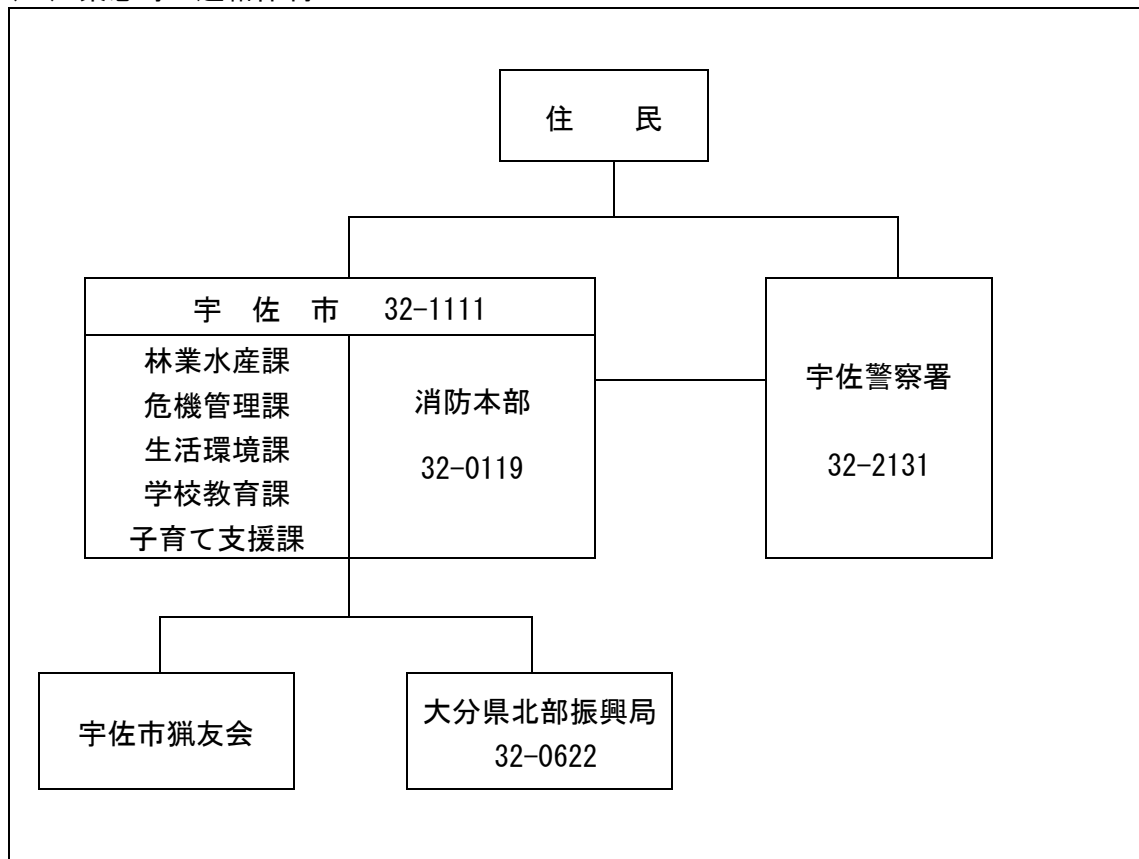 住　　民
宇　佐　市　32-1111
林業水産課
危機管理課
生活環境課
学校教育課
子育て支援課
消防本部
32-0119
宇佐警察署
32-2131
宇佐市猟友会
大分県北部振興局
32-0622